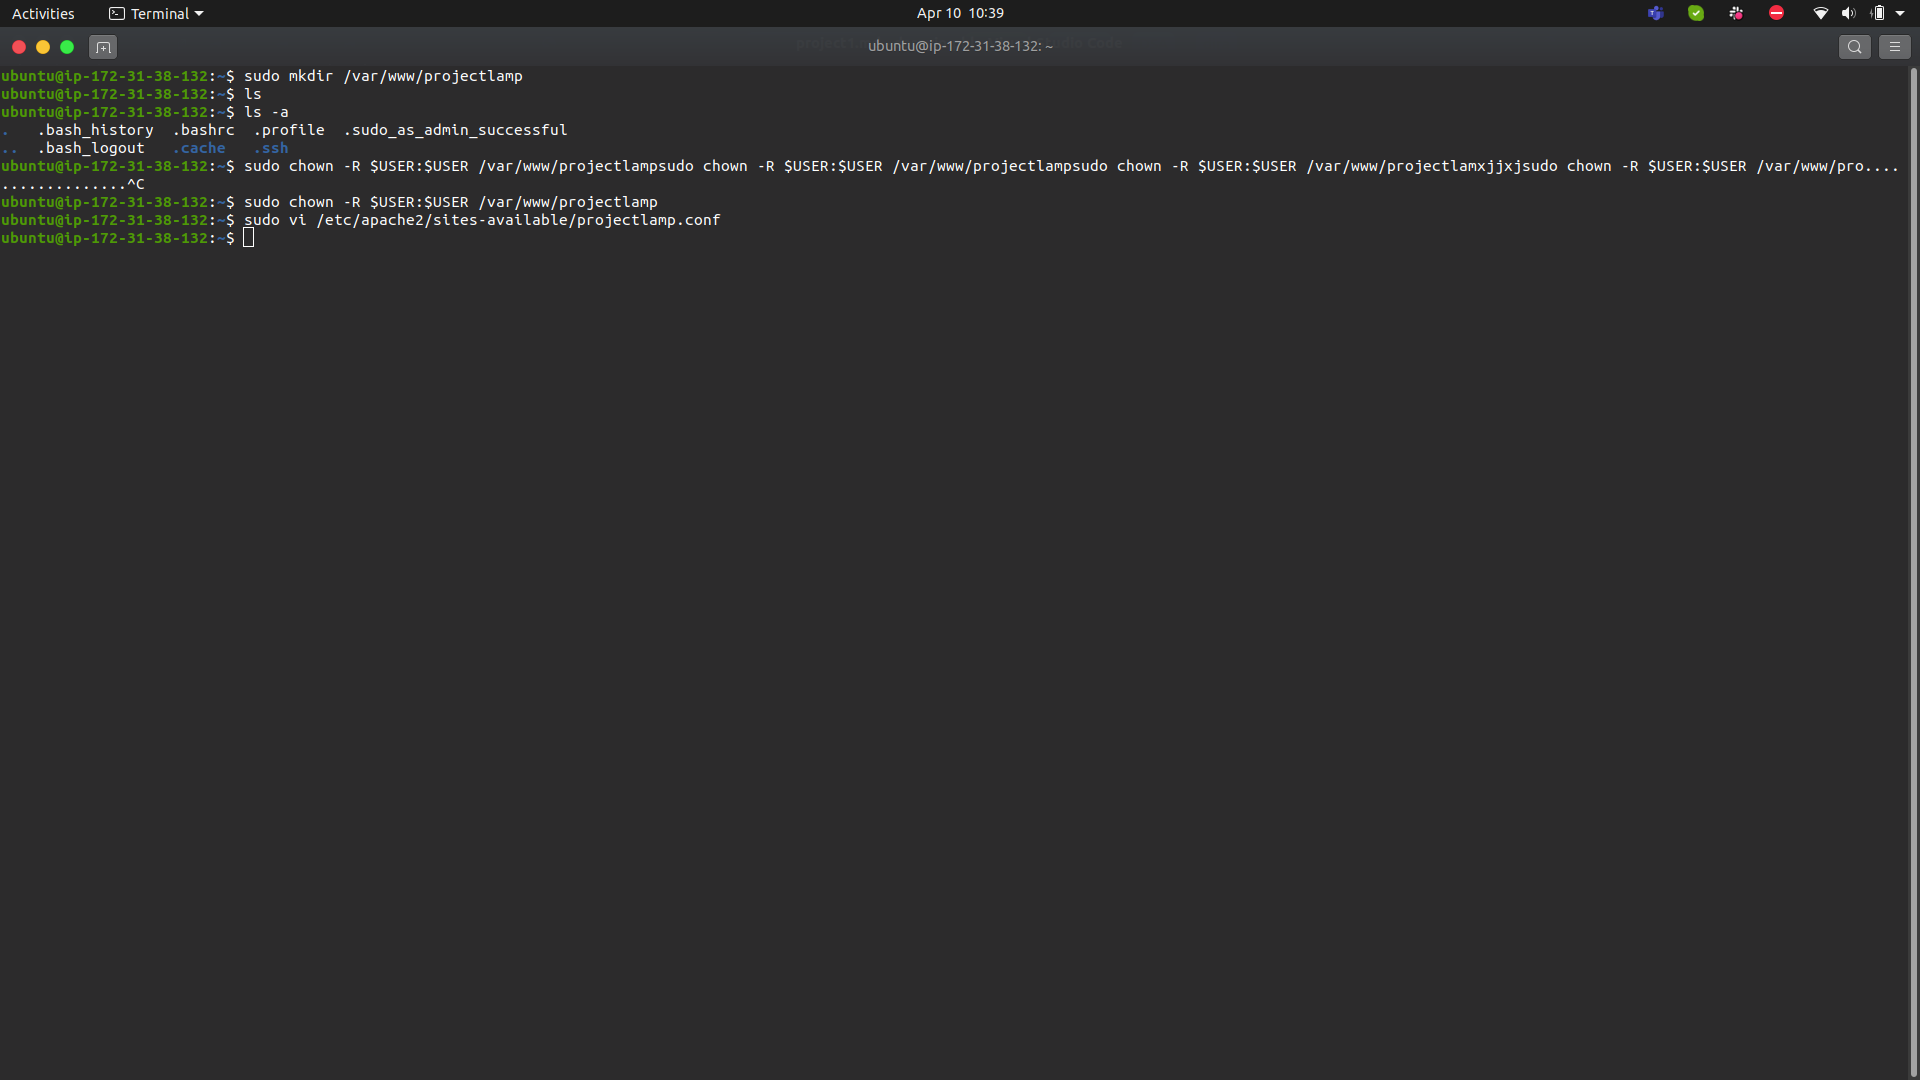 Activities Terminal Apr 10 10:39
ubuntu@ip-172-31-38-132: ~
ubuntu@ip-172-31-38-132:~$ sudo mkdir /var/www/projectlamp
ubuntu@ip-172-31-38-132:~$ ls
ubuntu@ip-172-31-38-132:~$ ls -a
. .bash_history .bashrc .profile .sudo_as_admin_successful
.. .bash_logout .cache .ssh
ubuntu@ip-172-31-38-132:~$ sudo chown -R $USER:$USER /var/www/projectlampsudo chown -R $USER:$USER /var/www/projectlampsudo chown -R $USER:$USER /var/www/projectlamxjjxjsudo chown -R $USER:$USER /var/www/pro....
..............^C
ubuntu@ip-172-31-38-132:~$ sudo chown -R $USER:$USER /var/www/projectlamp
ubuntu@ip-172-31-38-132:~$ sudo vi /etc/apache2/sites-available/projectlamp.conf
ubuntu@ip-172-31-38-132:~$